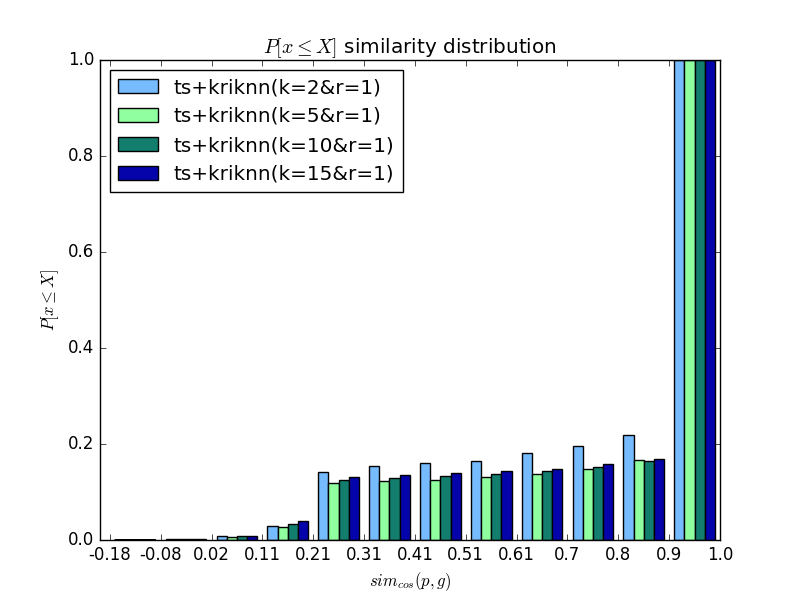 P[x ≤ X] similarity distribution
ts+kriknn(k=2&r=1)
ts+kriknn(k=5&r=1)
ts+kriknn(k=10&r=1)
ts+kriknn(k=15&r=1)
P[x ≤ X]
1.0
0.8
0.6
0.4
0.2
0.0
-0.18 -0.08 0.02 0.11 0.21 0.31 0.41 0.51 0.61 0.7 0.8 0.9 1.0
sim_cos(p, g)